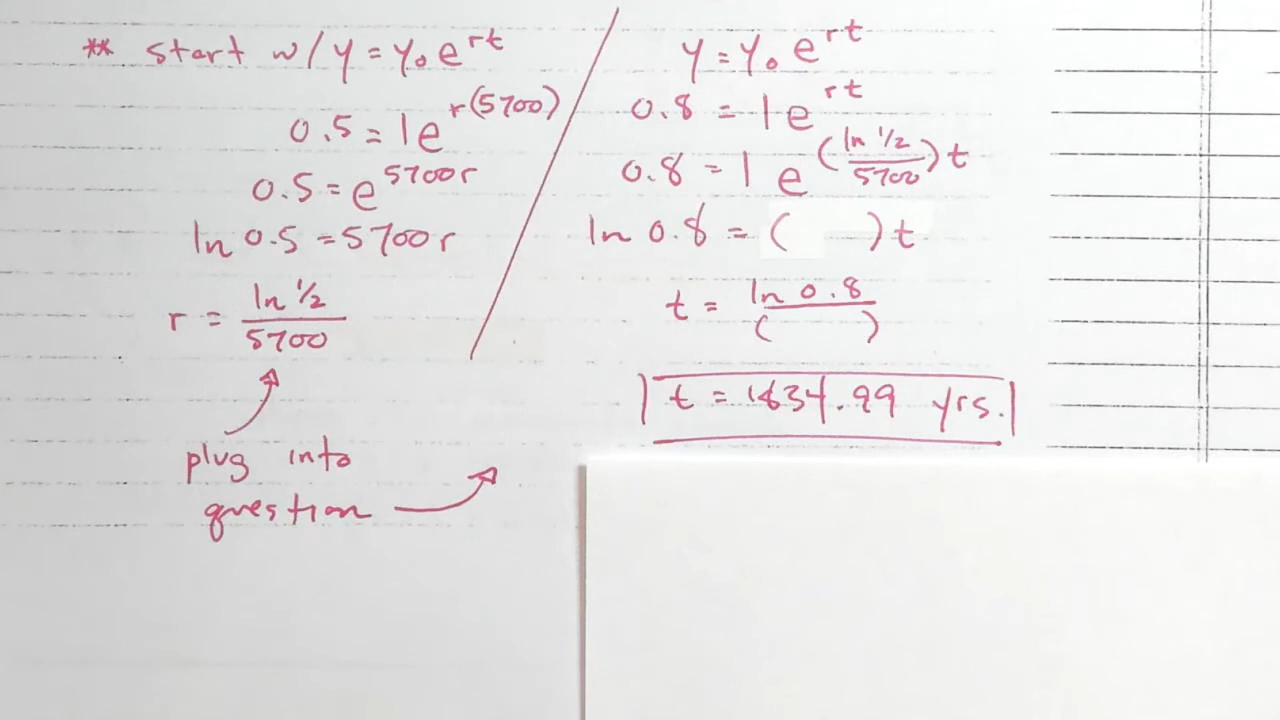 ** start w/ y = y₀e^rt
0.5 = 1e^r(5700)
0.5 = e^5700r
ln 0.5 = 5700r
r = ln ½ / 5700
plug into
question
y = y₀e^rt
0.8 = 1e^rt
0.8 = 1e^(ln ½ / 5700)t
ln 0.8 = (  )t
t = ln 0.8 / (  )
t = 1834.99 yrs.